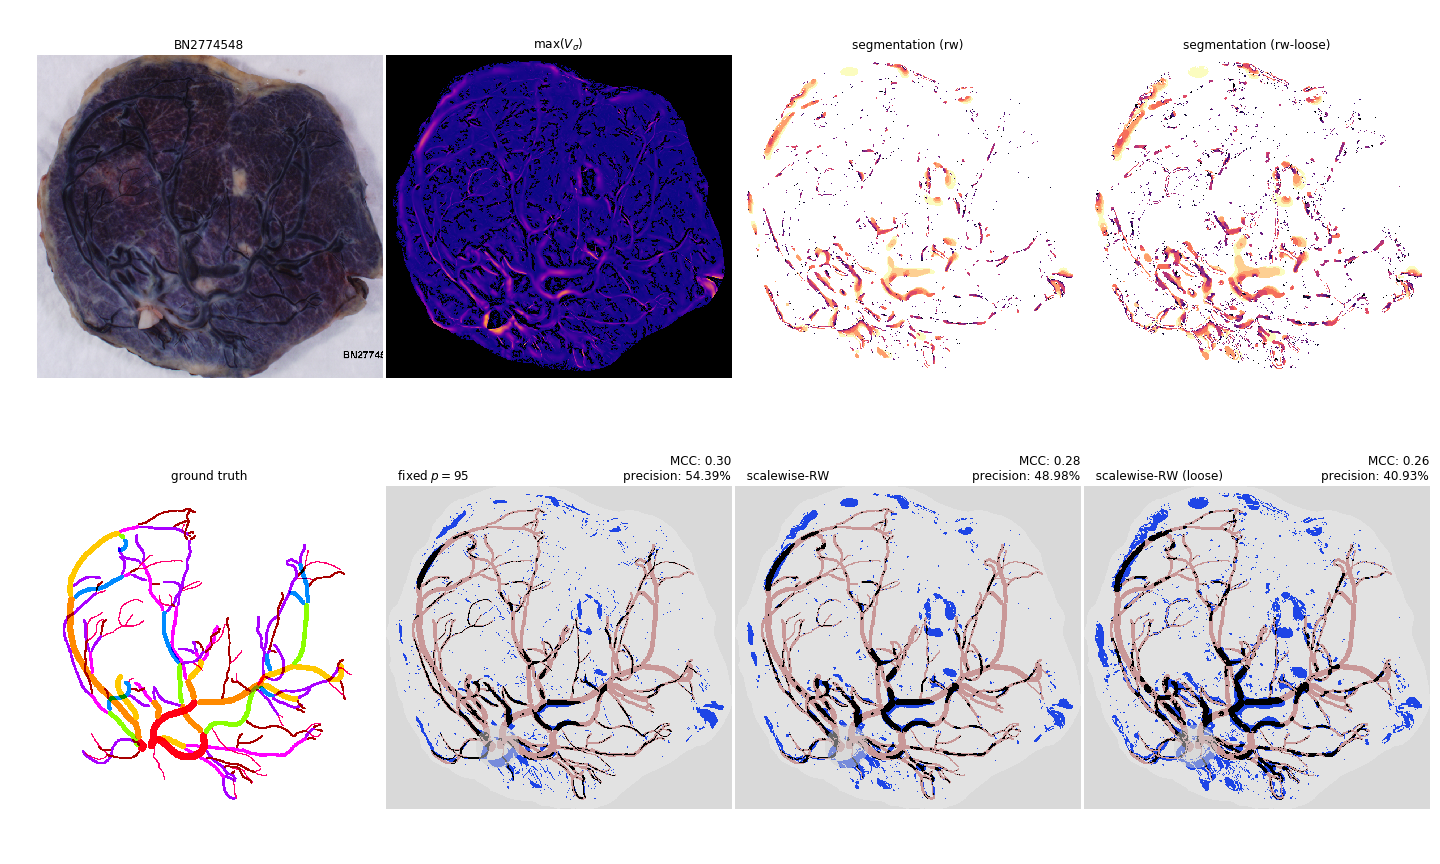 BN2774548
max(V_σ)
segmentation (rw)
segmentation (rw-loose)
BN27745
ground truth
fixed p = 95
MCC: 0.30
precision: 54.39%
scalewise-RW
MCC: 0.28
precision: 48.98%
scalewise-RW (loose)
MCC: 0.26
precision: 40.93%